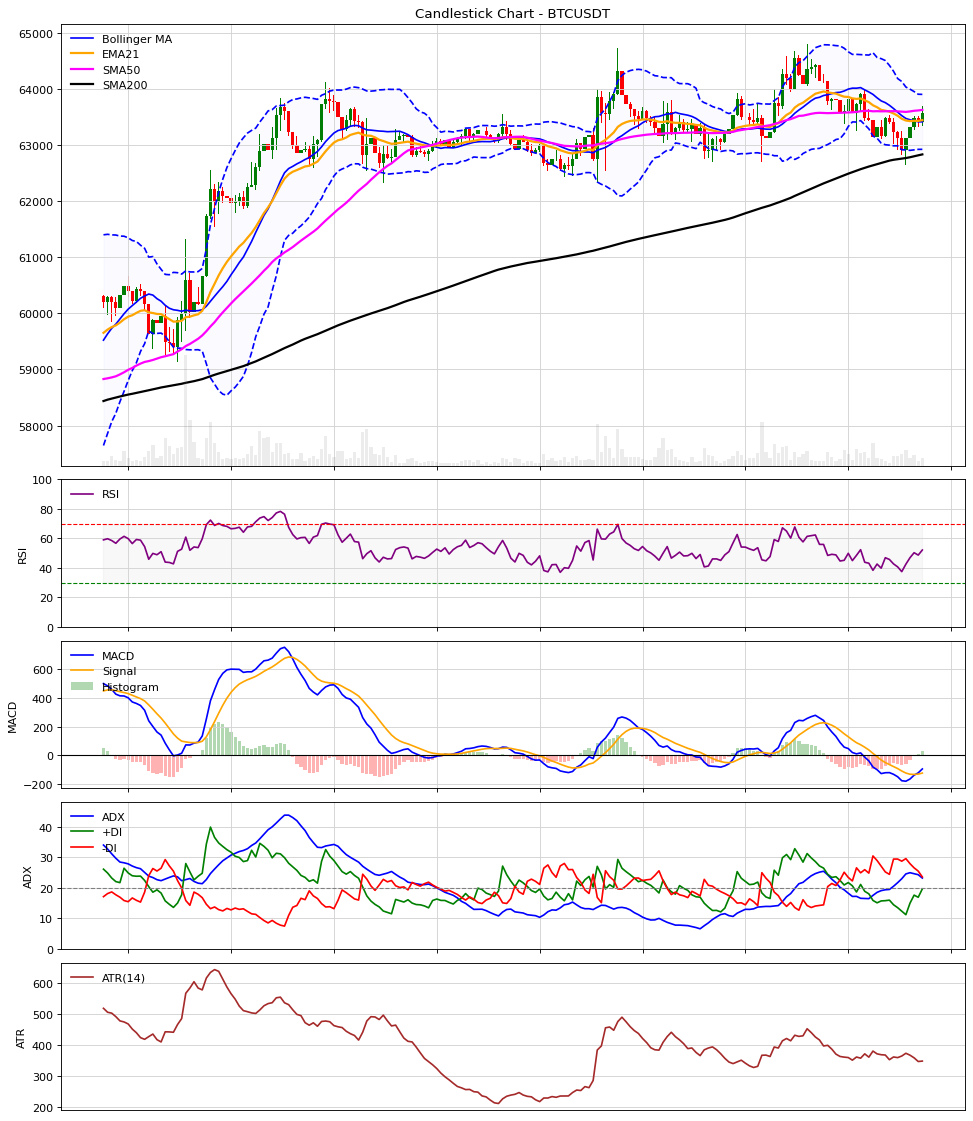 Candlestick Chart - BTCUSDT
65000
64000
63000
62000
61000
60000
59000
58000
Bollinger MA
EMA21
SMA50
SMA200
100
80
60
40
20
0
RSI
RSI
600
400
200
0
−200
MACD
MACD
Signal
Histogram
40
30
20
10
0
ADX
ADX
+DI
-DI
600
500
400
300
200
ATR
ATR(14)